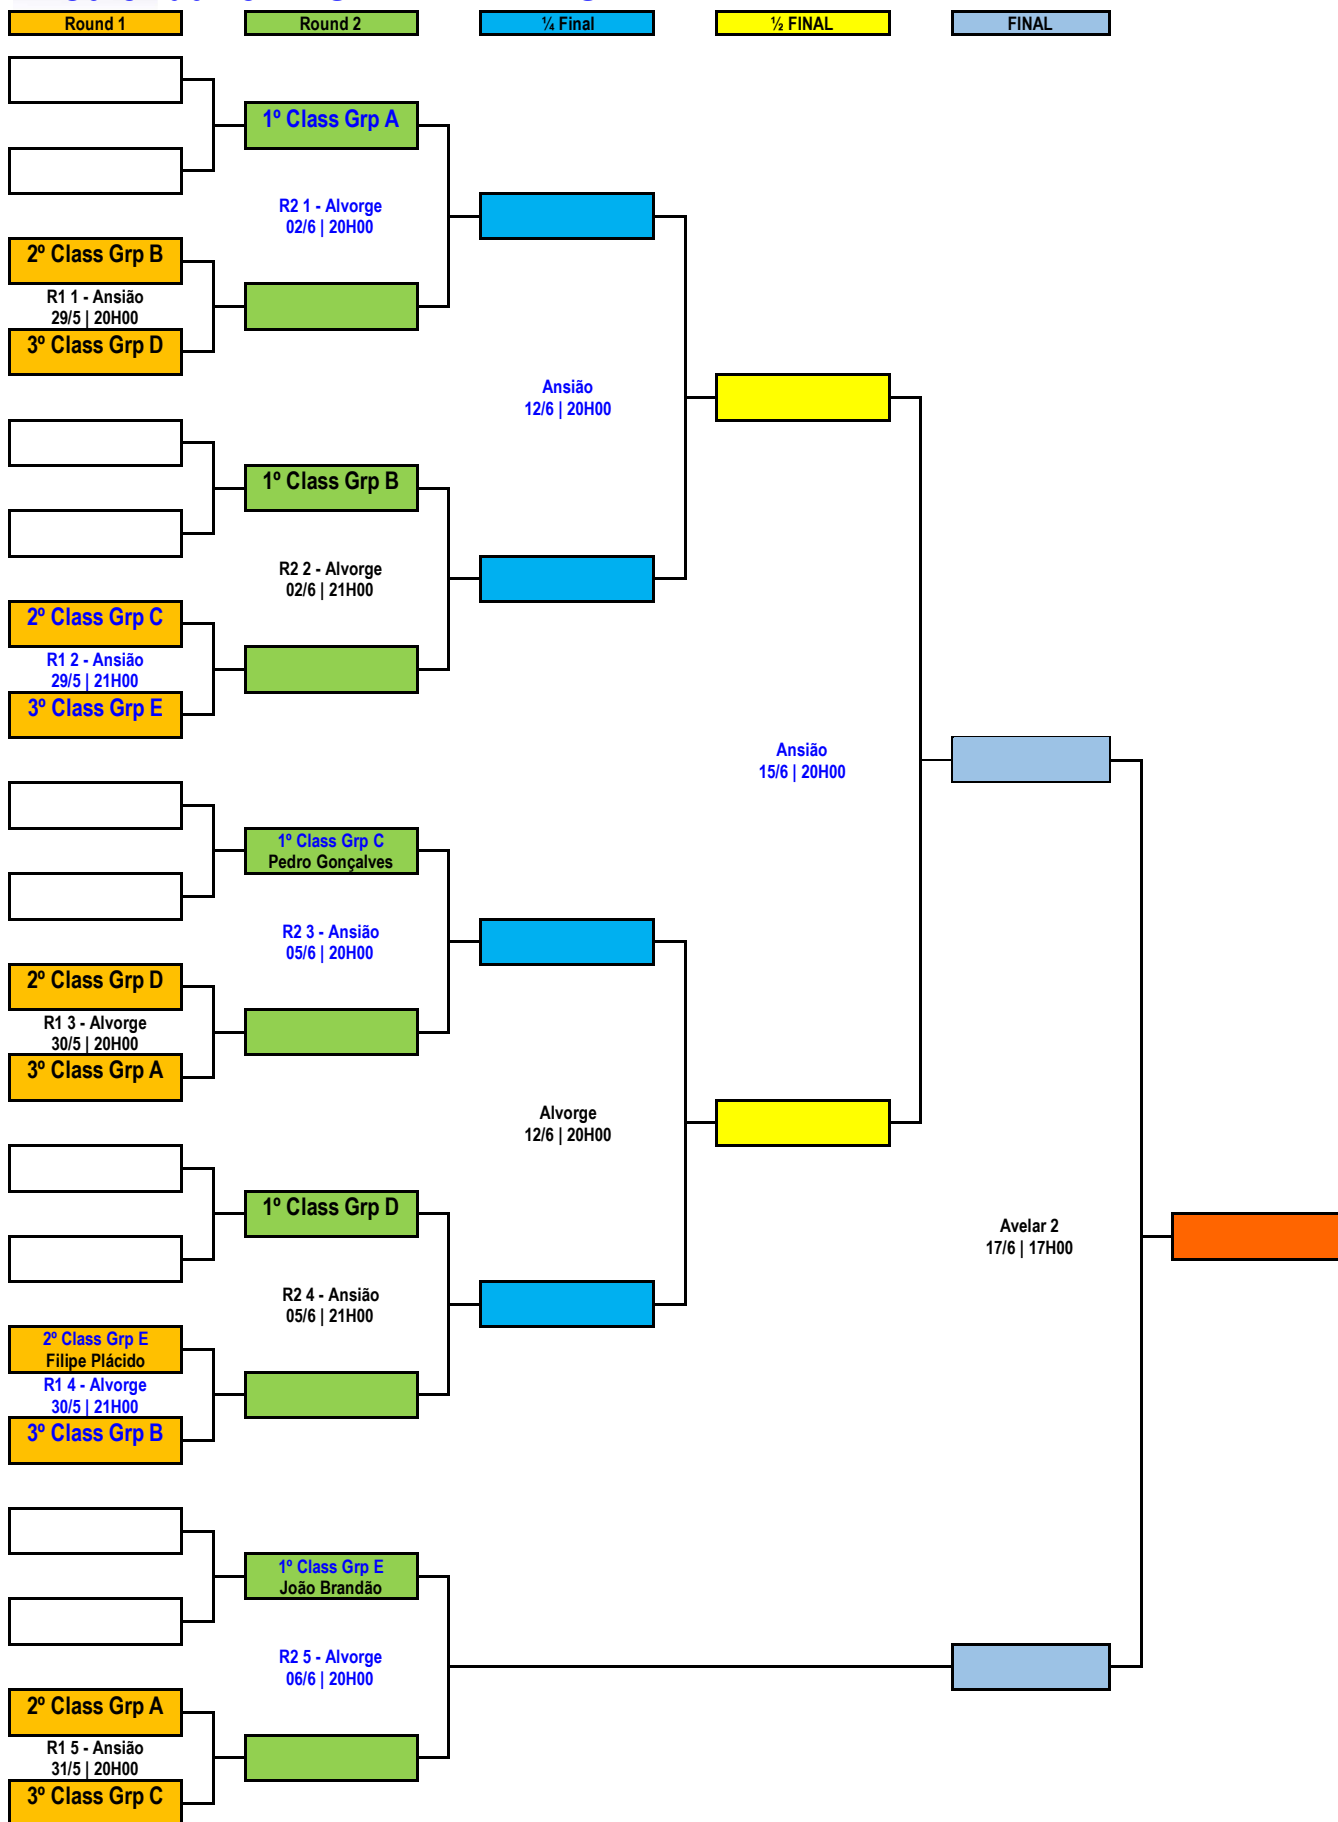 Round 1
Round 2
¼ Final
½ FINAL
FINAL
1º Class Grp A
R2 1 - Alvorge
02/6 | 20H00
2º Class Grp B
R1 1 - Ansião
29/5 | 20H00
3º Class Grp D
Ansião
12/6 | 20H00
1º Class Grp B
R2 2 - Alvorge
02/6 | 21H00
2º Class Grp C
R1 2 - Ansião
29/5 | 21H00
3º Class Grp E
Ansião
15/6 | 20H00
1º Class Grp C
Pedro Gonçalves
R2 3 - Ansião
05/6 | 20H00
2º Class Grp D
R1 3 - Alvorge
30/5 | 20H00
3º Class Grp A
Alvorge
12/6 | 20H00
1º Class Grp D
Avelar 2
17/6 | 17H00
R2 4 - Ansião
05/6 | 21H00
2º Class Grp E
Filipe Plácido
R1 4 - Alvorge
30/5 | 21H00
3º Class Grp B
1º Class Grp E
João Brandão
R2 5 - Alvorge
06/6 | 20H00
2º Class Grp A
R1 5 - Ansião
31/5 | 20H00
3º Class Grp C